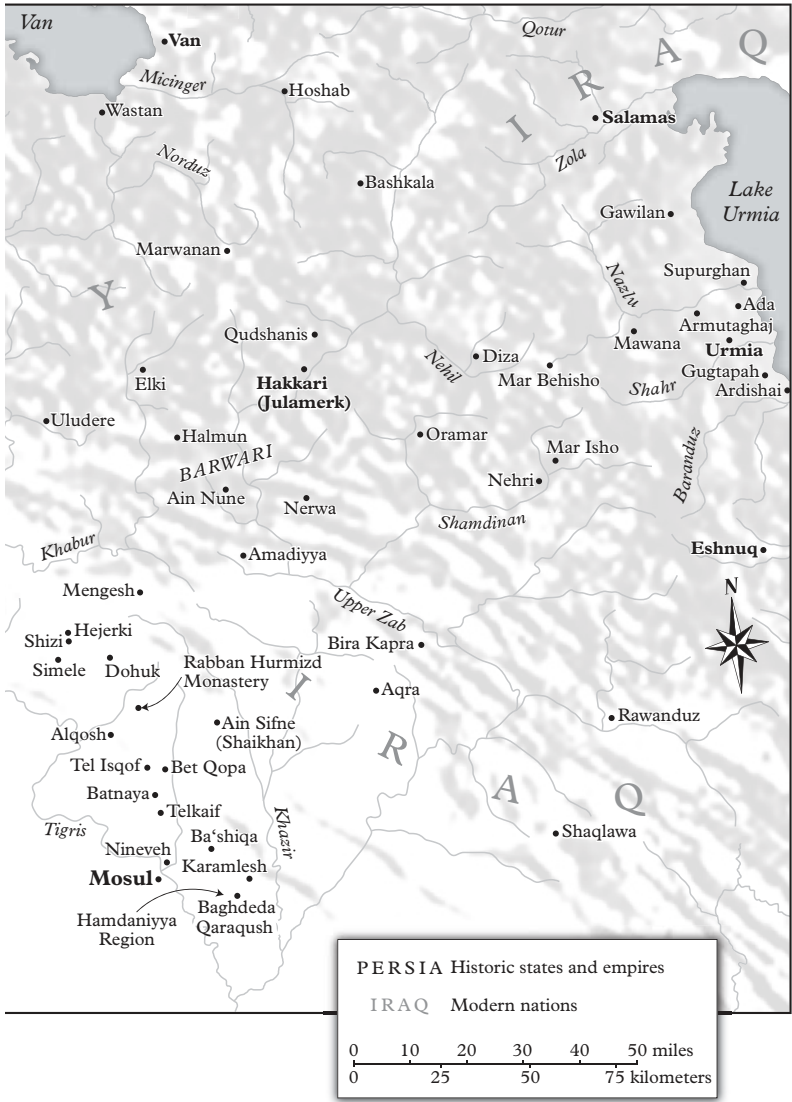 Van
Van
Qotur
I R A Q
Micinger
Hoshab
Wastan
Salamas
Norduz
Zola
Bashkala
Lake
Urmia
Gawilan
Marwanan
Nazlu
Supurghan
Y
Ada
Armutaghaj
Qudshanis
Mawana
Urmia
Nehil
Diza
Elki
Hakkari
(Julamerk)
Mar Behisho
Gugtapah
Shahr
Ardishai
Uludere
Halmun
Oramar
BARWARI
Mar Isho
Baranduz
Ain Nune
Nehri
Nerwa
Shamdinan
Khabur
Amadiyya
Eshnuq
Mengesh
N
Upper Zab
Hejerki
Shizi
Bira Kapra
Simele
Dohuk
Rabban Hurmizd
Monastery
I R A Q
Aqra
Rawanduz
Ain Sifne
(Shaikhan)
Alqosh
Tel Isqof
Bet Qopa
Batnaya
Telkaif
Khazir
Tigris
Ba‘shiqa
Shaqlawa
Nineveh
Karamlesh
Mosul
Baghdeda
Qaraqush
Hamdaniyya
Region
PERSIA Historic states and empires
IRAQ Modern nations
0 10 20 30 40 50 miles
0 25 50 75 kilometers